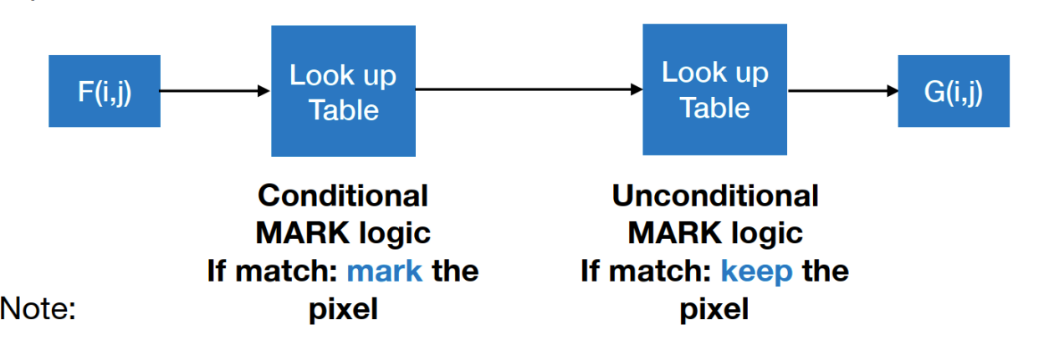 F(i,j)
Look up
Table
Look up
Table
G(i,j)
Conditional
MARK logic
If match: mark the
pixel
Unconditional
MARK logic
If match: keep the
pixel
Note: